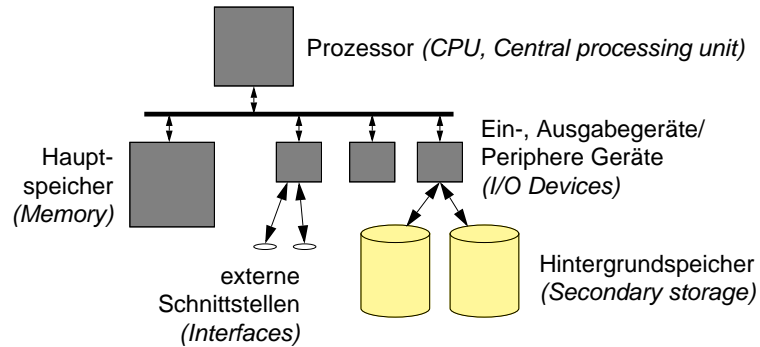 Prozessor (CPU, Central processing unit)
Ein-, Ausgabegeräte/
Periphere Geräte
(I/O Devices)
Haupt-
speicher
(Memory)
externe
Schnittstellen
(Interfaces)
Hintergrundspeicher
(Secondary storage)